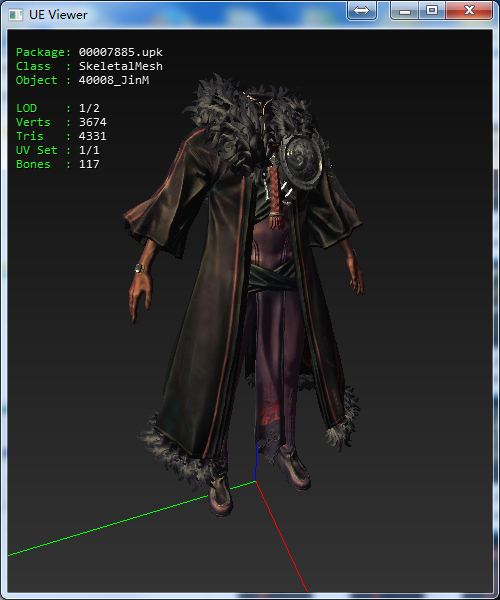 UE Viewer
Package: 00007885.upk
Class : SkeletalMesh
Object : 40008_JinM
LOD : 1/2
Verts : 3674
Tris : 4331
UV Set : 1/1
Bones : 117